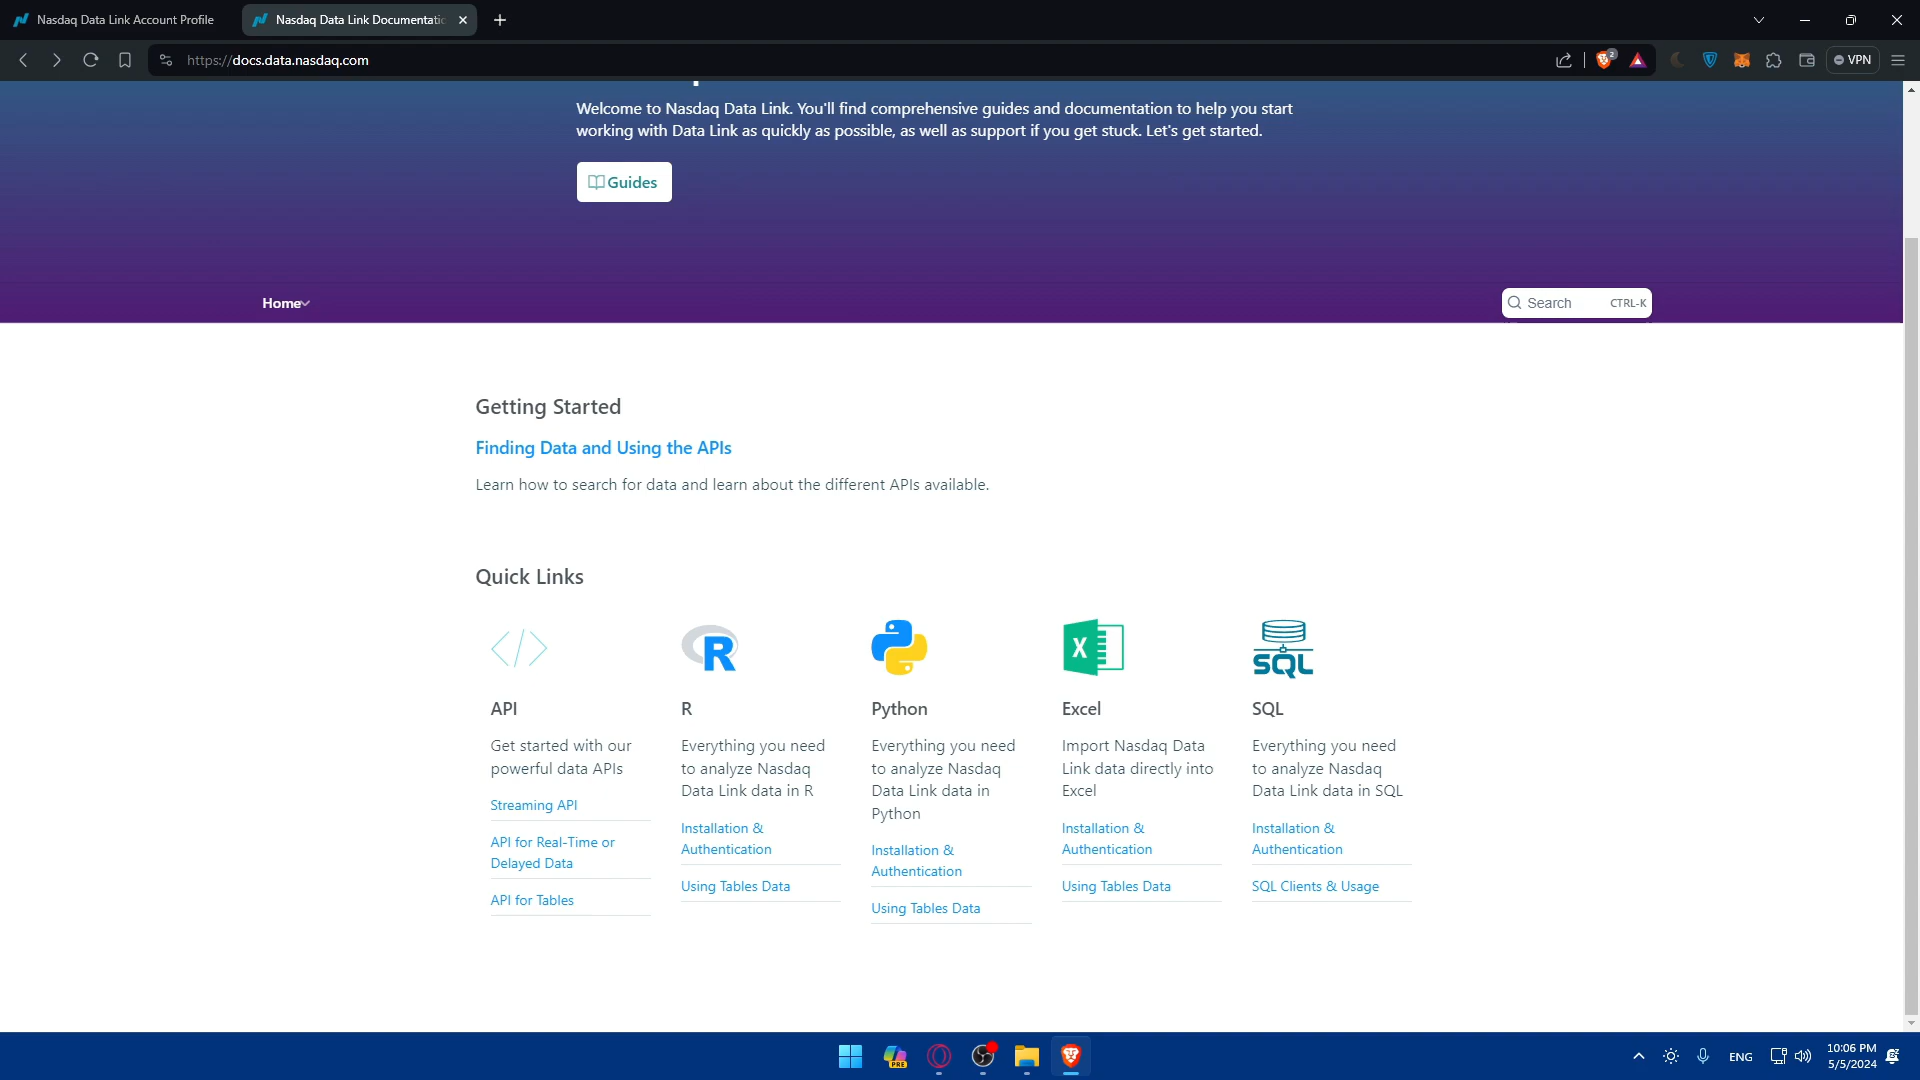 Nasdaq Data Link Account Profile
Nasdaq Data Link Documentatio
https://docs.data.nasdaq.com
2
VPN
Welcome to Nasdaq Data Link. You'll find comprehensive guides and documentation to help you start
working with Data Link as quickly as possible, as well as support if you get stuck. Let's get started.
Guides
Home
Search CTRL-K
Getting Started
Finding Data and Using the APIs
Learn how to search for data and learn about the different APIs available.
Quick Links
R
X
SQL
API
Get started with our
powerful data APIs
Streaming API
API for Real-Time or
Delayed Data
API for Tables
R
Everything you need
to analyze Nasdaq
Data Link data in R
Installation &
Authentication
Using Tables Data
Python
Everything you need
to analyze Nasdaq
Data Link data in
Python
Installation &
Authentication
Using Tables Data
Excel
Import Nasdaq Data
Link data directly into
Excel
Installation &
Authentication
Using Tables Data
SQL
Everything you need
to analyze Nasdaq
Data Link data in SQL
Installation &
Authentication
SQL Clients & Usage
PRE
ENG
10:06 PM
5/5/2024